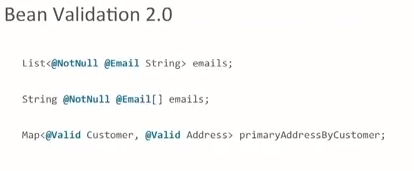 Bean Validation 2.0
List<@NotNull @Email String> emails;
String @NotNull @Email[] emails;
Map<@Valid Customer, @Valid Address> primaryAddressByCustomer;